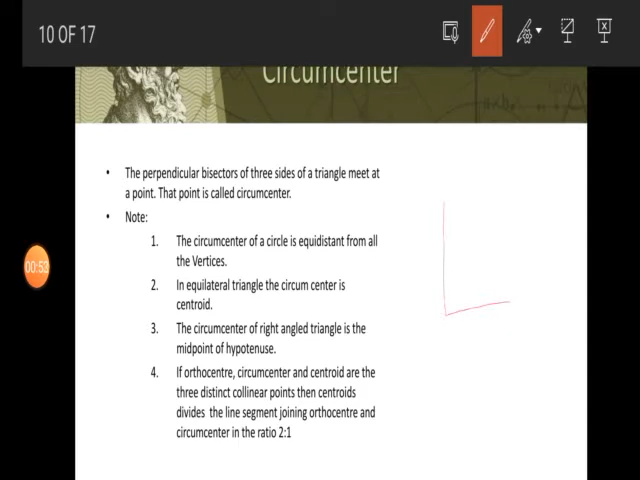 10 OF 17
Circumcenter
• The perpendicular bisectors of three sides of a triangle meet at
a point. That point is called circumcenter.
• Note:
1. The circumcenter of a circle is equidistant from all
the Vertices.
2. In equilateral triangle the circum center is
centroid.
3. The circumcenter of right angled triangle is the
midpoint of hypotenuse.
4. If orthocentre, circumcenter and centroid are the
three distinct collinear points then centroids
divides the line segment joining orthocentre and
circumcenter in the ratio 2:1
00:52